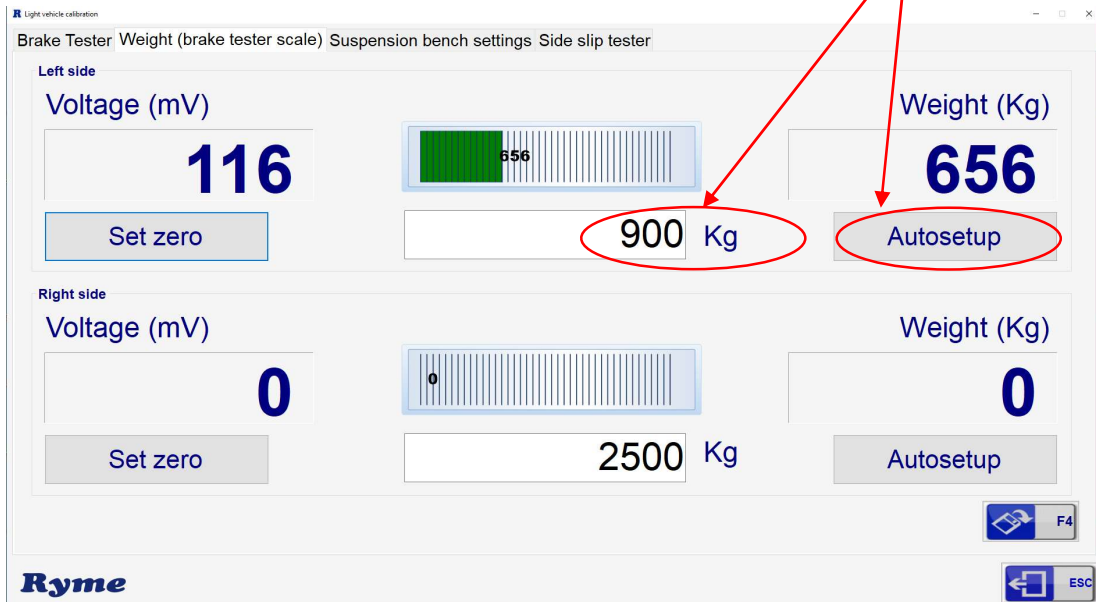 R Light vehicle calibration
Brake Tester Weight (brake tester scale) Suspension bench settings Side slip tester
Left side
Voltage (mV) Weight (Kg)
116 656 656
Set zero 900 Kg Autosetup
Right side
Voltage (mV) Weight (Kg)
0 0 0
Set zero 2500 Kg Autosetup
F4
Ryme ESC